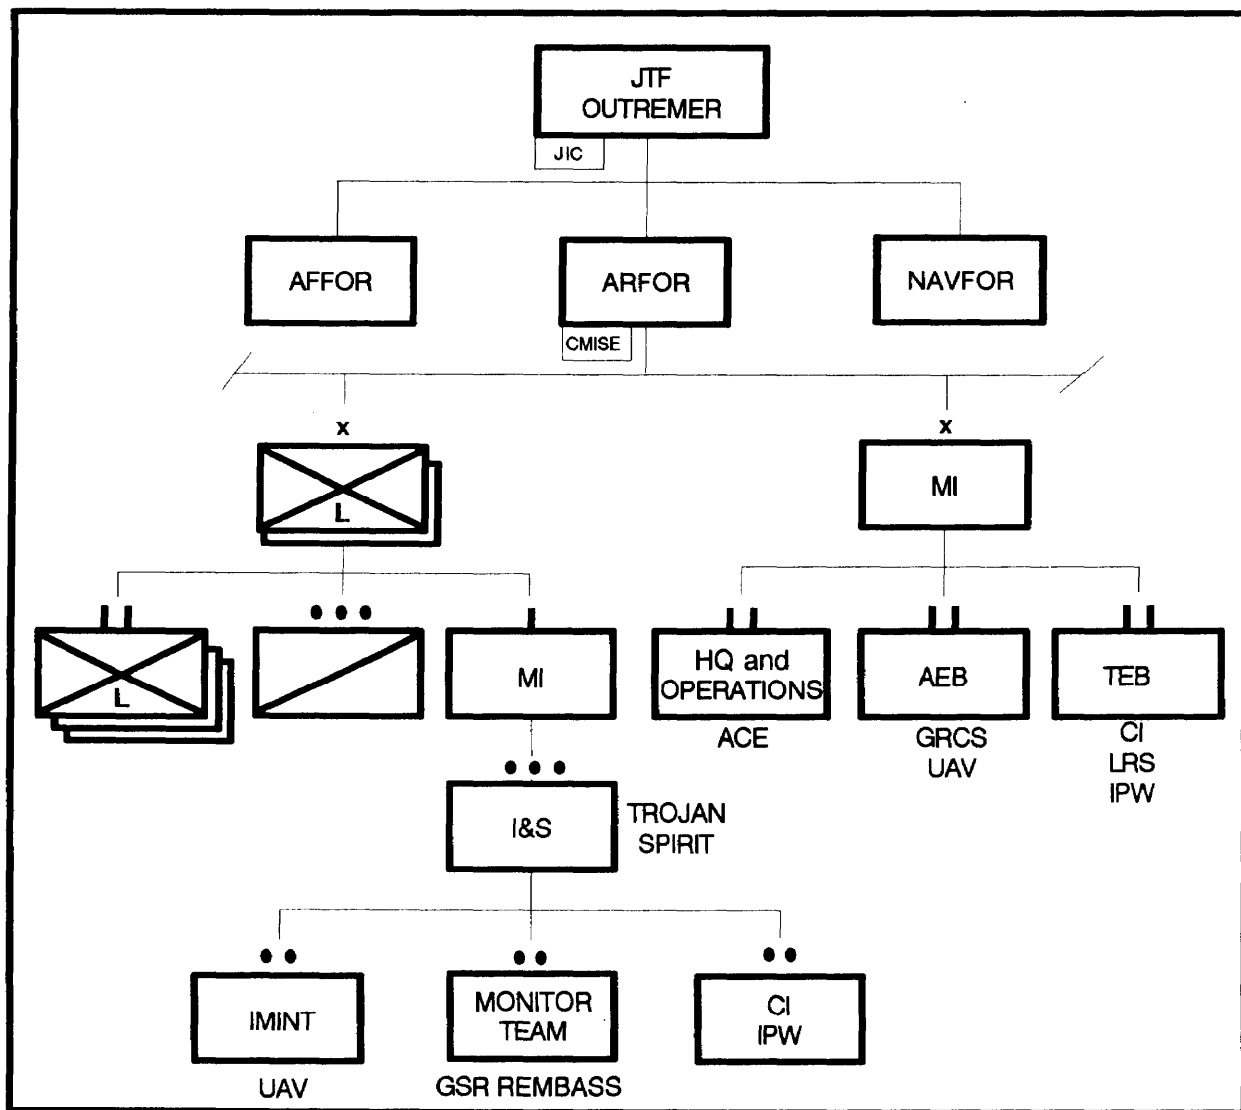 JTF
OUTREMER
JIC
AFFOR
ARFOR
NAVFOR
CMISE
x
x
L
MI
L
MI
HQ and
OPERATIONS
AEB
TEB
ACE
GRCS
UAV
CI
LRS
IPW
I&S
TROJAN
SPIRIT
IMINT
MONITOR
TEAM
CI
IPW
UAV
GSR REMBASS